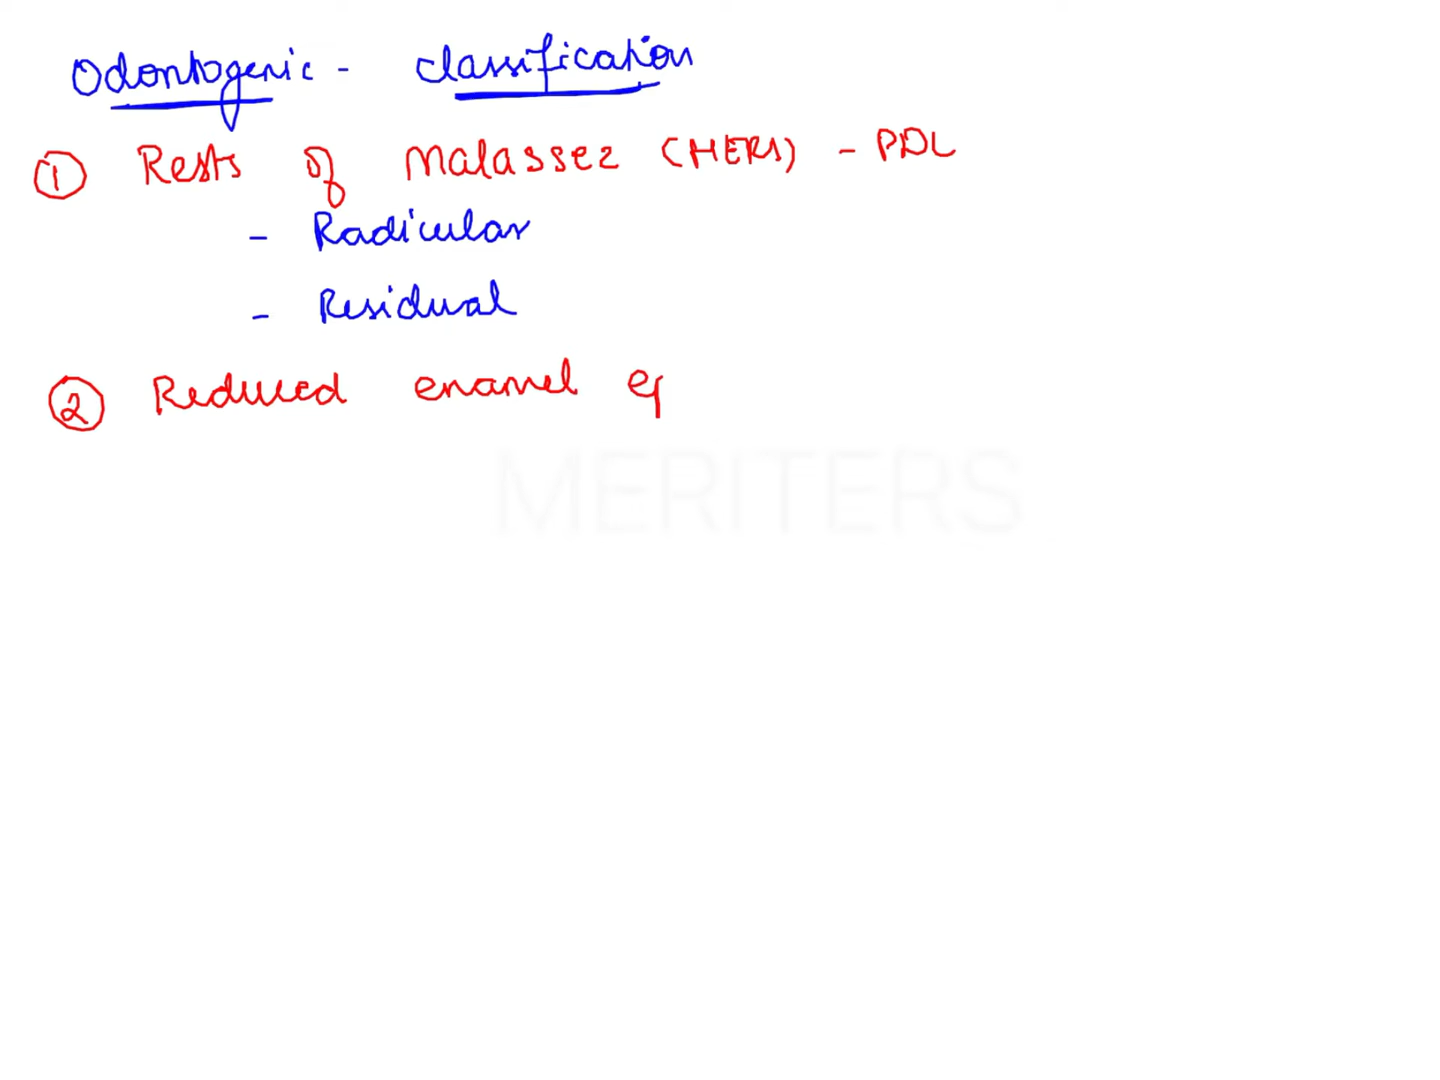 Odontogenic - classification
① Rests of Malassez (HERS) - PDL
- Radicular
- Residual
② Reduced enamel ep
MERITERS